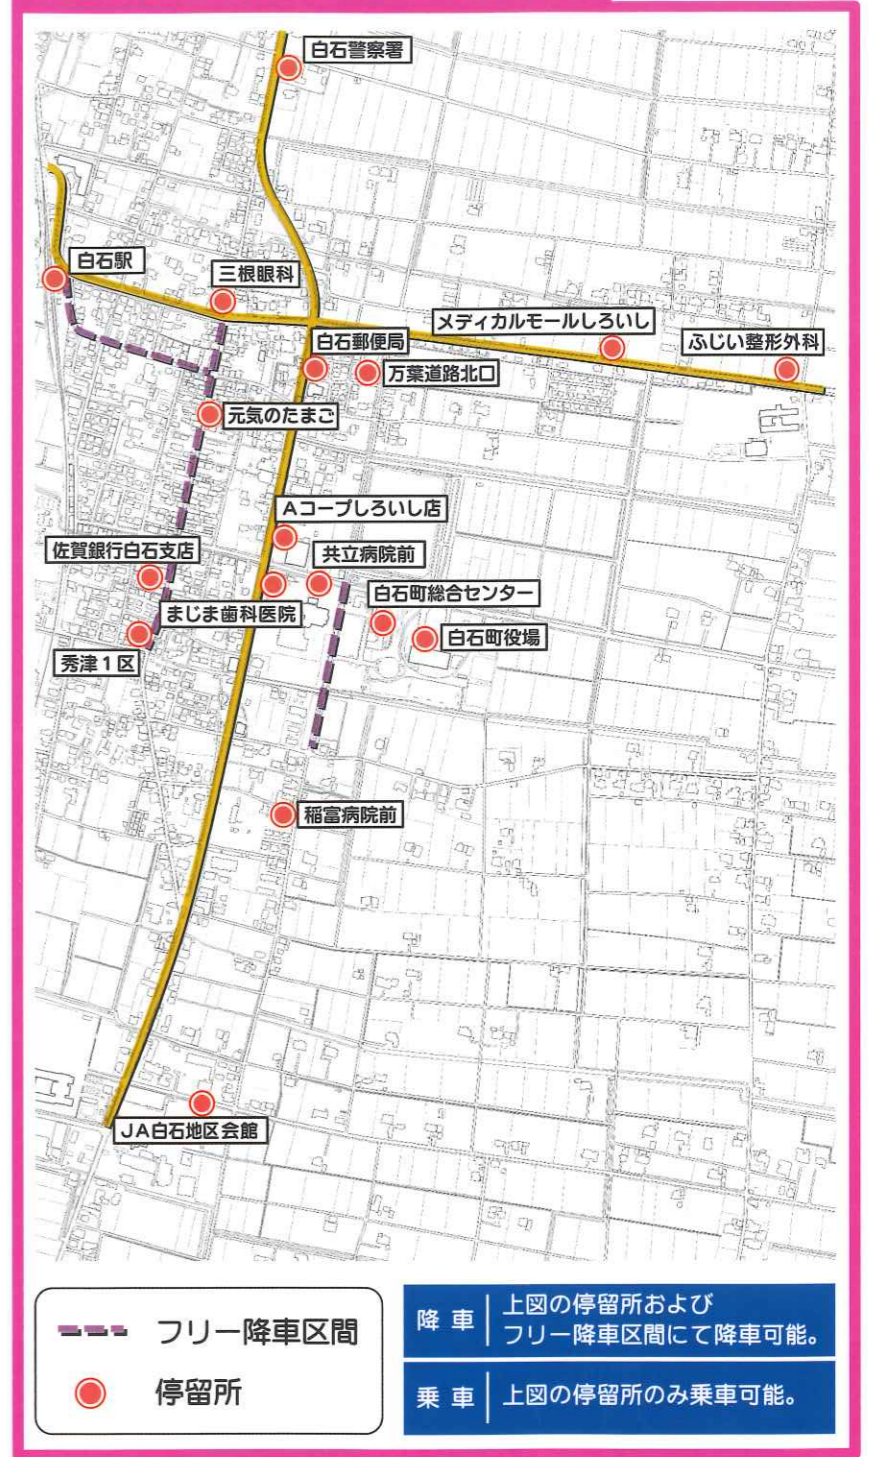 白石警察署
白石駅
三根眼科
メディカルモールしろいし
白石郵便局
ふじい整形外科
万葉道路北口
元気のたまご
Aコープしろいし店
佐賀銀行白石支店
共立病院前
白石町総合センター
まじま歯科医院
白石町役場
秀津1区
稲富病院前
JA白石地区会館
フリー降車区間
停留所
降車 上図の停留所および
フリー降車区間にて降車可能。
乗車 上図の停留所のみ乗車可能。